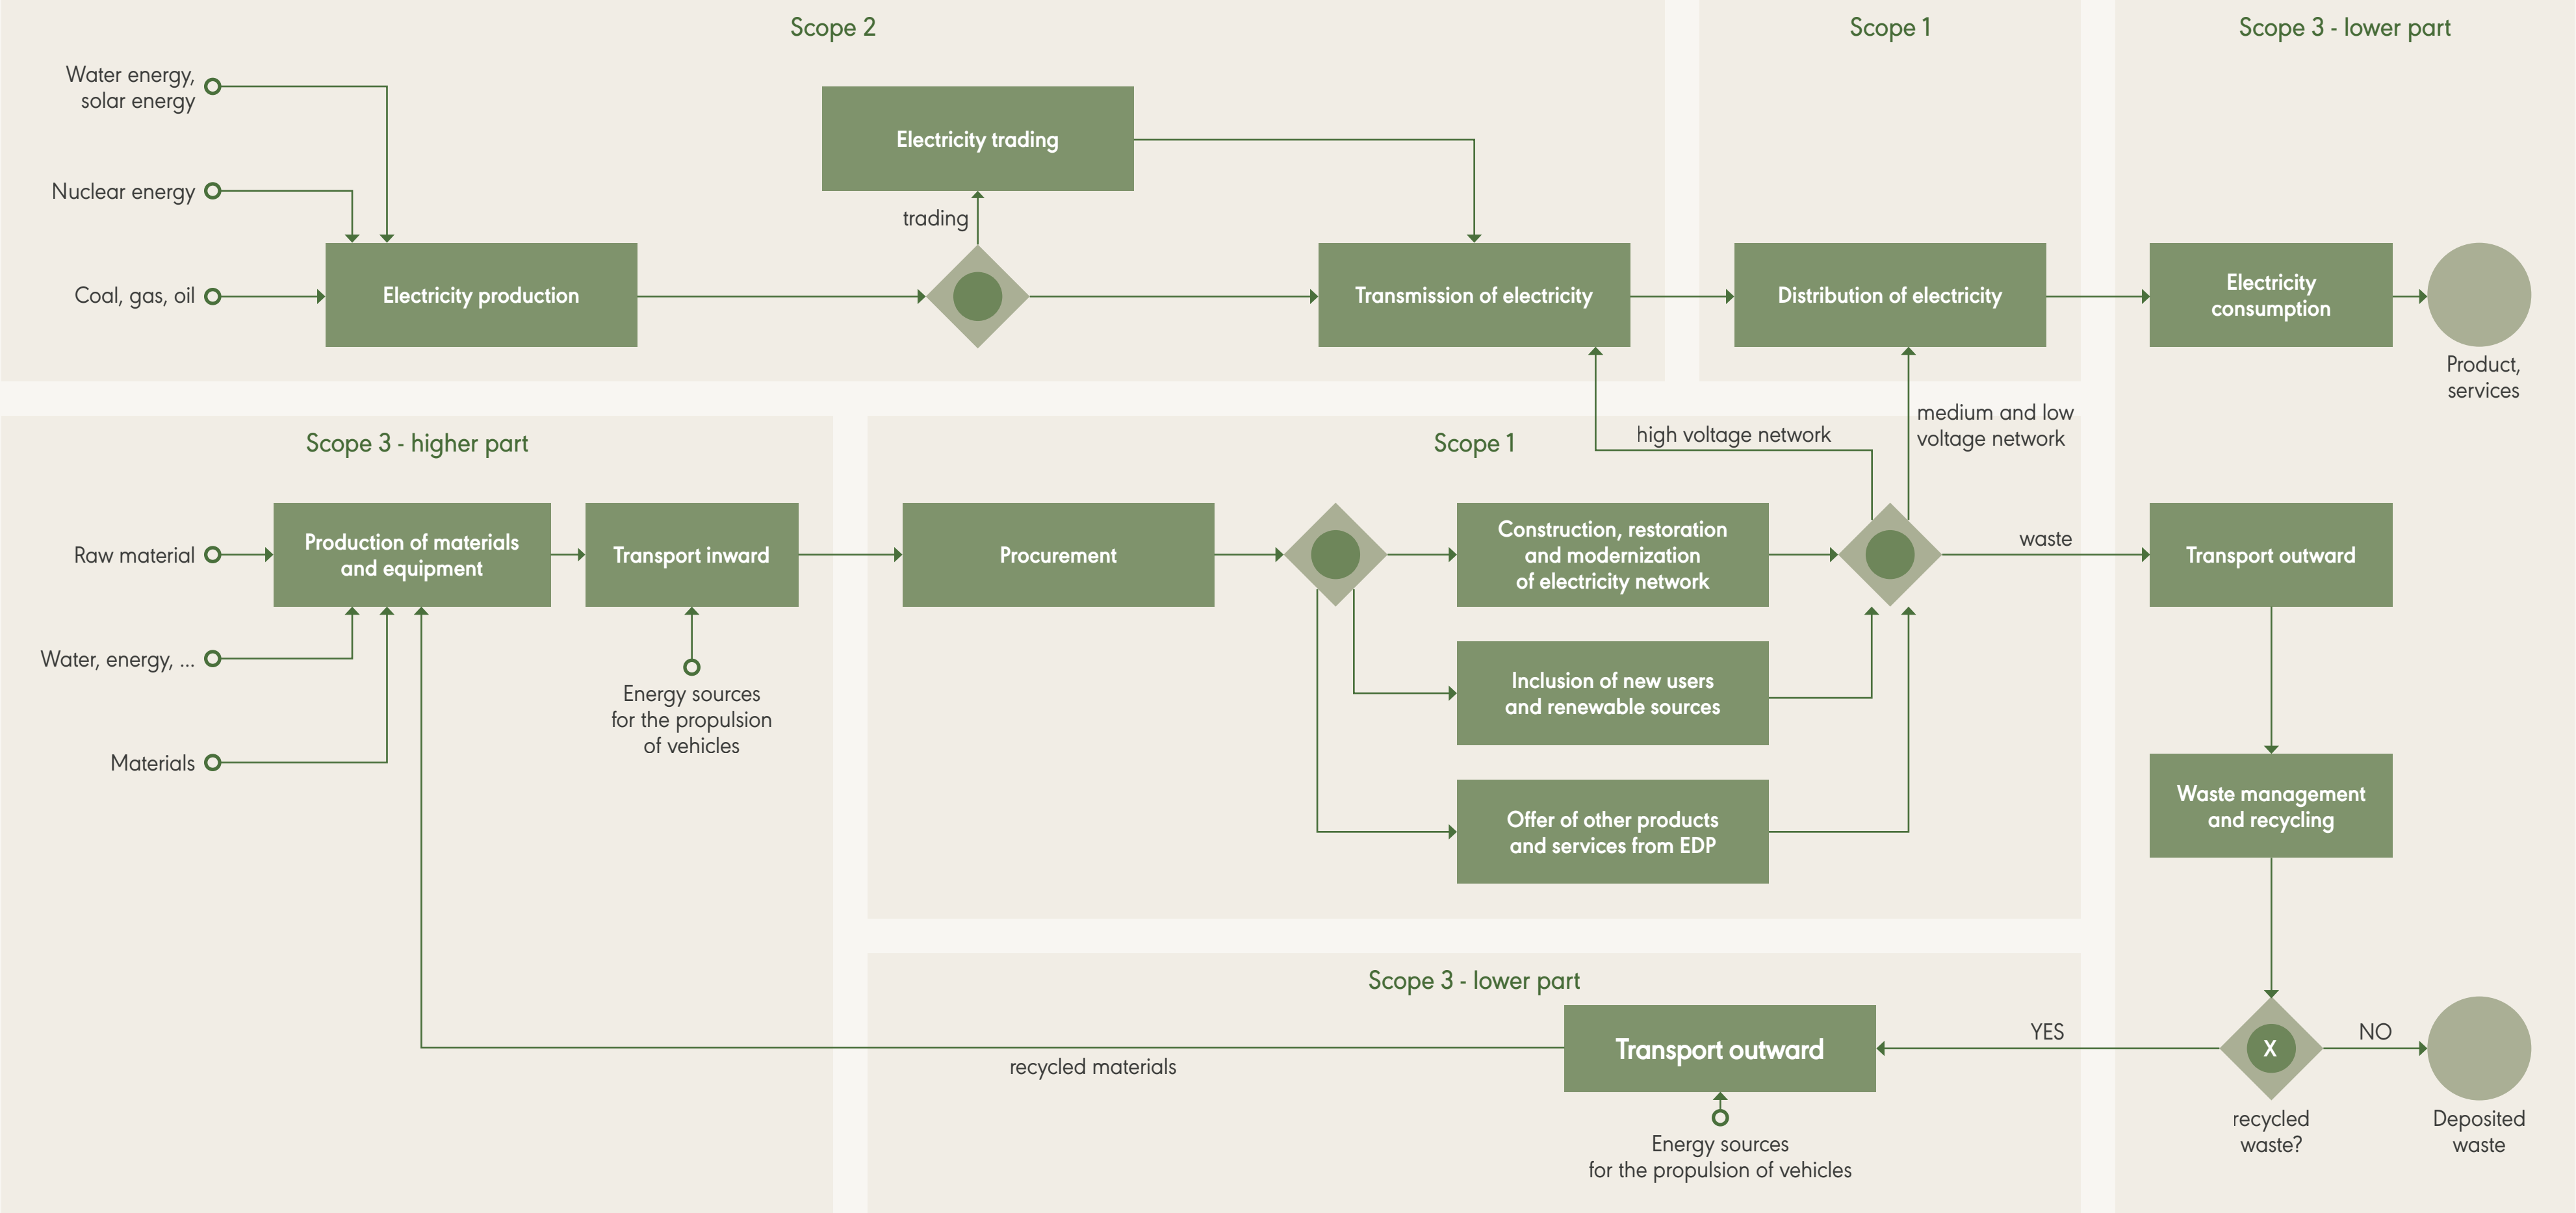 Scope 2
Water energy,
solar energy
Nuclear energy
Coal, gas, oil
Electricity production
trading
Electricity trading
Transmission of electricity
Scope 1
Distribution of electricity
Scope 3 - lower part
Electricity
consumption
Product,
services
Scope 3 - higher part
Raw material
Water, energy, ...
Materials
Production of materials
and equipment
Transport inward
Energy sources
for the propulsion
of vehicles
Scope 1
high voltage network
medium and low
voltage network
Procurement
Construction, restoration
and modernization
of electricity network
Inclusion of new users
and renewable sources
Offer of other products
and services from EDP
waste
Transport outward
Waste management
and recycling
X
recycled
waste?
NO
Deposited
waste
YES
Scope 3 - lower part
Transport outward
Energy sources
for the propulsion of vehicles
recycled materials